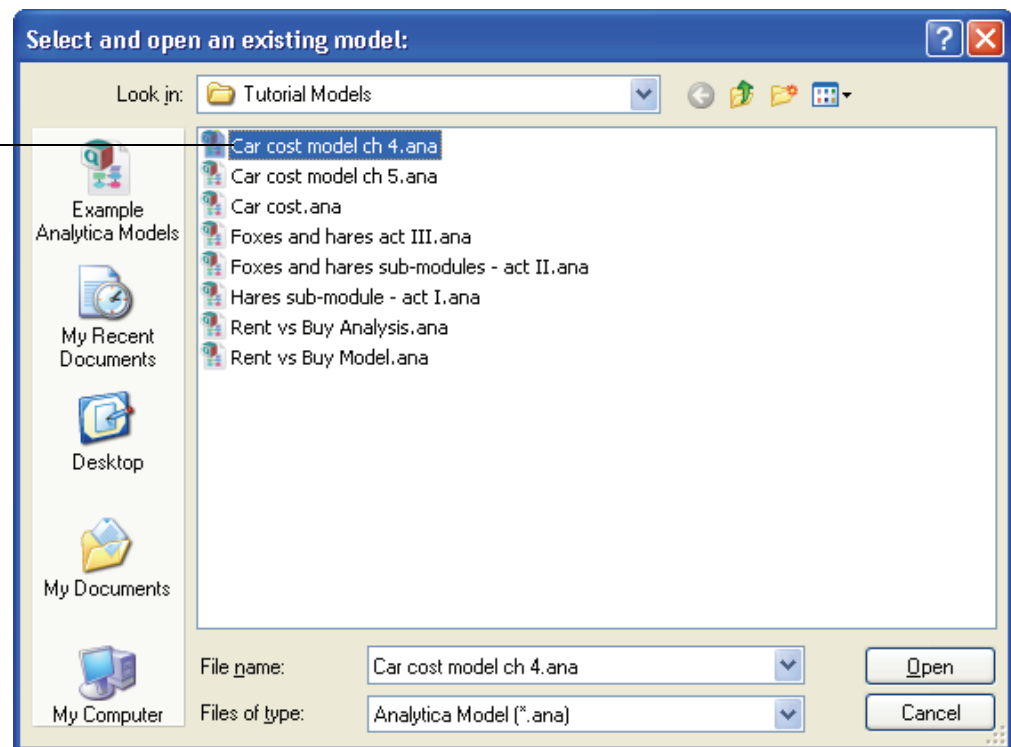 Select and open an existing model:
Look in: Tutorial Models
Example
Analytica Models
My Recent
Documents
Desktop
My Documents
My Computer
Car cost model ch 4.ana
Car cost model ch 5.ana
Car cost.ana
Foxes and hares act III.ana
Foxes and hares sub-modules - act II.ana
Hares sub-module - act I.ana
Rent vs Buy Analysis.ana
Rent vs Buy Model.ana
File name: Car cost model ch 4.ana Open
Files of type: Analytica Model (*.ana) Cancel